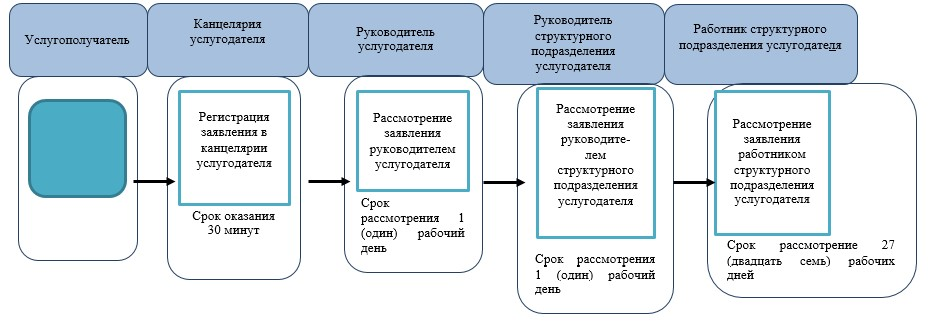 Услугополучатель
Канцелярия
услугодателя
Руководитель
услугодателя
Руководитель
структурного
подразделения
услугодателя
Работник структурного
подразделения услугодателя
Регистрация
заявления в
канцелярии
услугодателя
Срок оказания
30 минут
Рассмотрение
заявления
руководителем
услугодателя
Срок
рассмотрения 1
(один) рабочий
день
Рассмотрение
заявления
руководите-
лем
структурного
подразделения
услугодателя
Срок рассмотрения
1 (один) рабочий
день
Рассмотрение
заявления
работником
структурного
подразделения
услугодателя
Срок рассмотрение 27
(двадцать семь) рабочих
дней